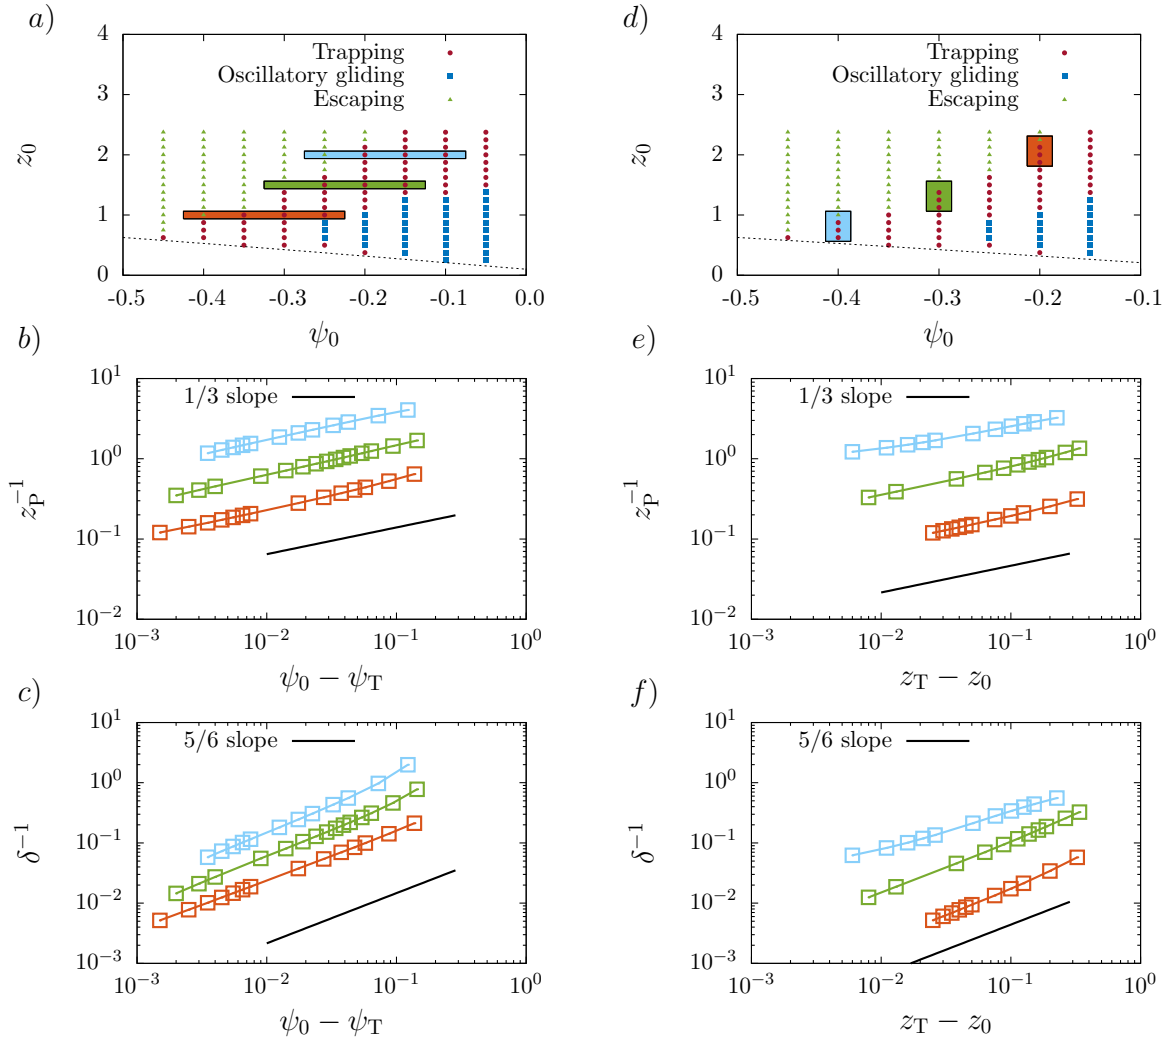 a)
4
3
2
1
0
z0
Trapping
Oscillatory gliding
Escaping
-0.5 -0.4 -0.3 -0.2 -0.1 0.0
ψ0
d)
4
3
2
1
0
z0
Trapping
Oscillatory gliding
Escaping
-0.5 -0.4 -0.3 -0.2 -0.1
ψ0
b)
10^1
10^0
10^-1
10^-2
z_P^-1
1/3 slope
10^-3 10^-2 10^-1 10^0
ψ0 − ψT
e)
10^1
10^0
10^-1
10^-2
z_P^-1
1/3 slope
10^-3 10^-2 10^-1 10^0
zT − z0
c)
10^1
10^0
10^-1
10^-2
10^-3
δ^-1
5/6 slope
10^-3 10^-2 10^-1 10^0
ψ0 − ψT
f)
10^1
10^0
10^-1
10^-2
10^-3
δ^-1
5/6 slope
10^-3 10^-2 10^-1 10^0
zT − z0